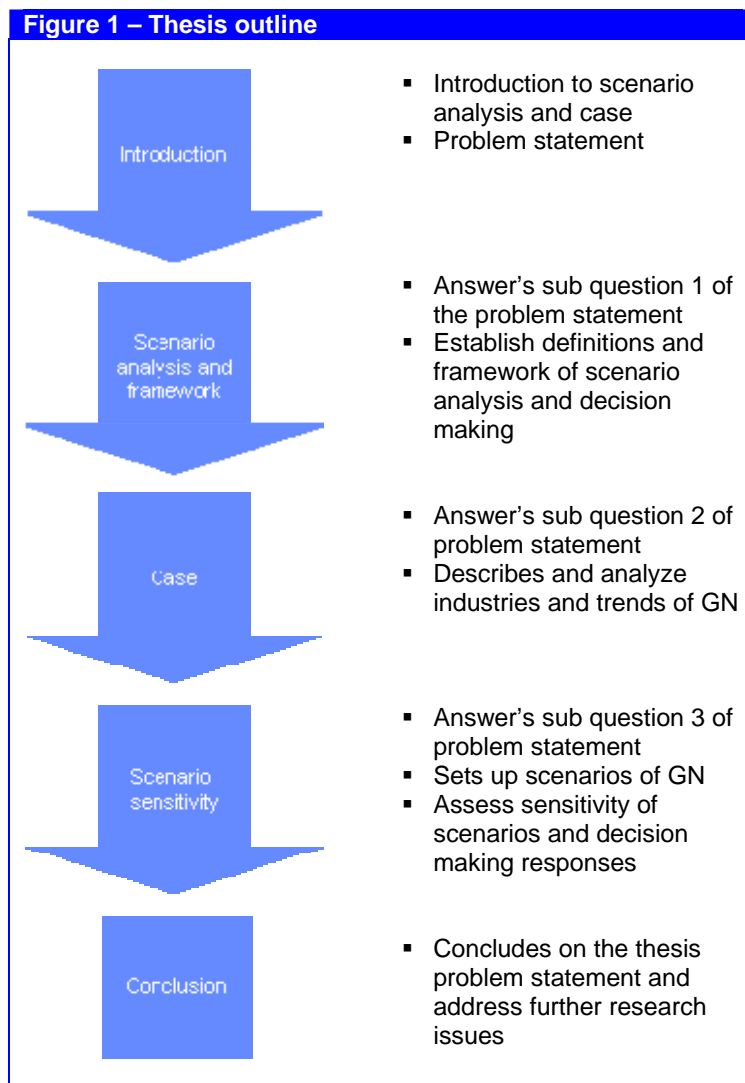 Figure 1 – Thesis outline
Introduction
▪ Introduction to scenario
analysis and case
▪ Problem statement
Scenario
analysis and
framework
▪ Answer's sub question 1 of
the problem statement
▪ Establish definitions and
framework of scenario
analysis and decision
making
Case
▪ Answer's sub question 2 of
problem statement
▪ Describes and analyze
industries and trends of GN
Scenario
sensitivity
▪ Answer's sub question 3 of
problem statement
▪ Sets up scenarios of GN
▪ Assess sensitivity of
scenarios and decision
making responses
Conclusion
▪ Concludes on the thesis
problem statement and
address further research
issues